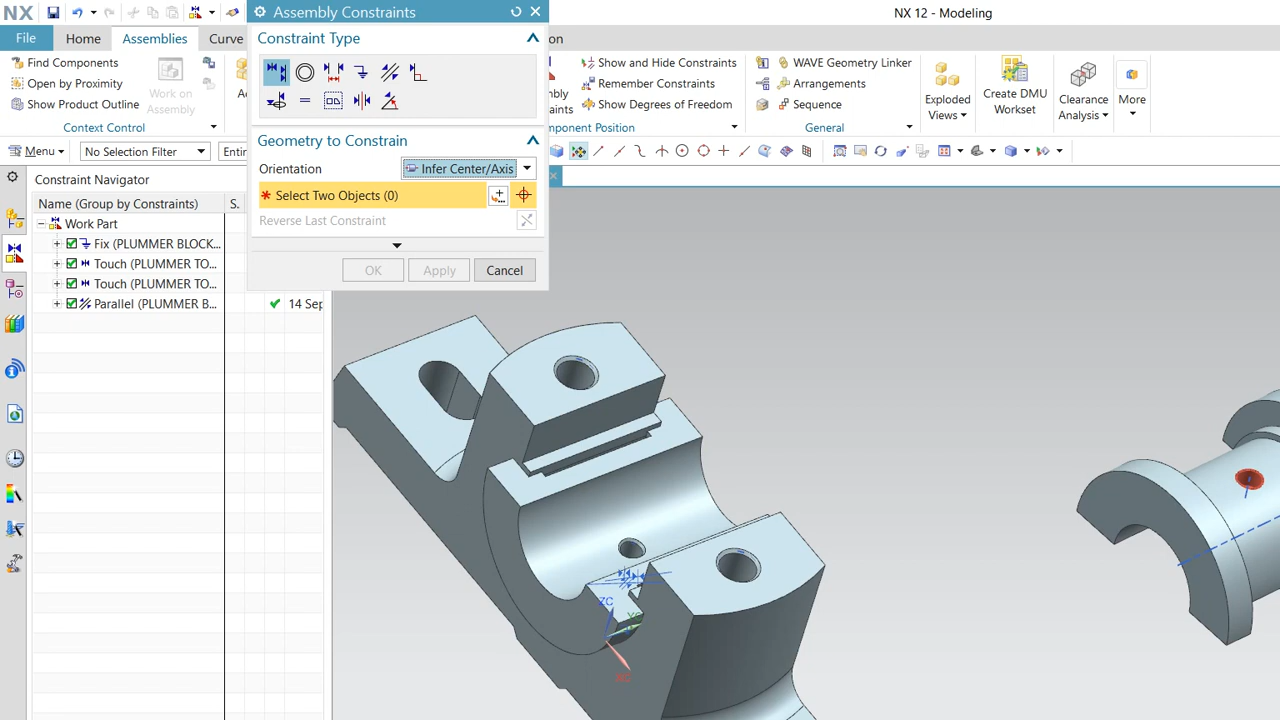 NX
NX 12 - Modeling
Assembly Constraints
File
Home
Assemblies
Curve
Find Components
Open by Proximity
Show Product Outline
Work on
Assembly
Context Control
Show and Hide Constraints
Remember Constraints
Show Degrees of Freedom
WAVE Geometry Linker
Arrangements
Sequence
General
Exploded
Views
Create DMU
Workset
Clearance
Analysis
More
Menu
No Selection Filter
Constraint Type
Geometry to Constrain
Orientation
Infer Center/Axis
* Select Two Objects (0)
Reverse Last Constraint
OK
Apply
Cancel
Constraint Navigator
Name (Group by Constraints)
S.
Work Part
Fix (PLUMMER BLOCK...
Touch (PLUMMER TO...
Touch (PLUMMER TO...
Parallel (PLUMMER B...
14 Sep
ZC